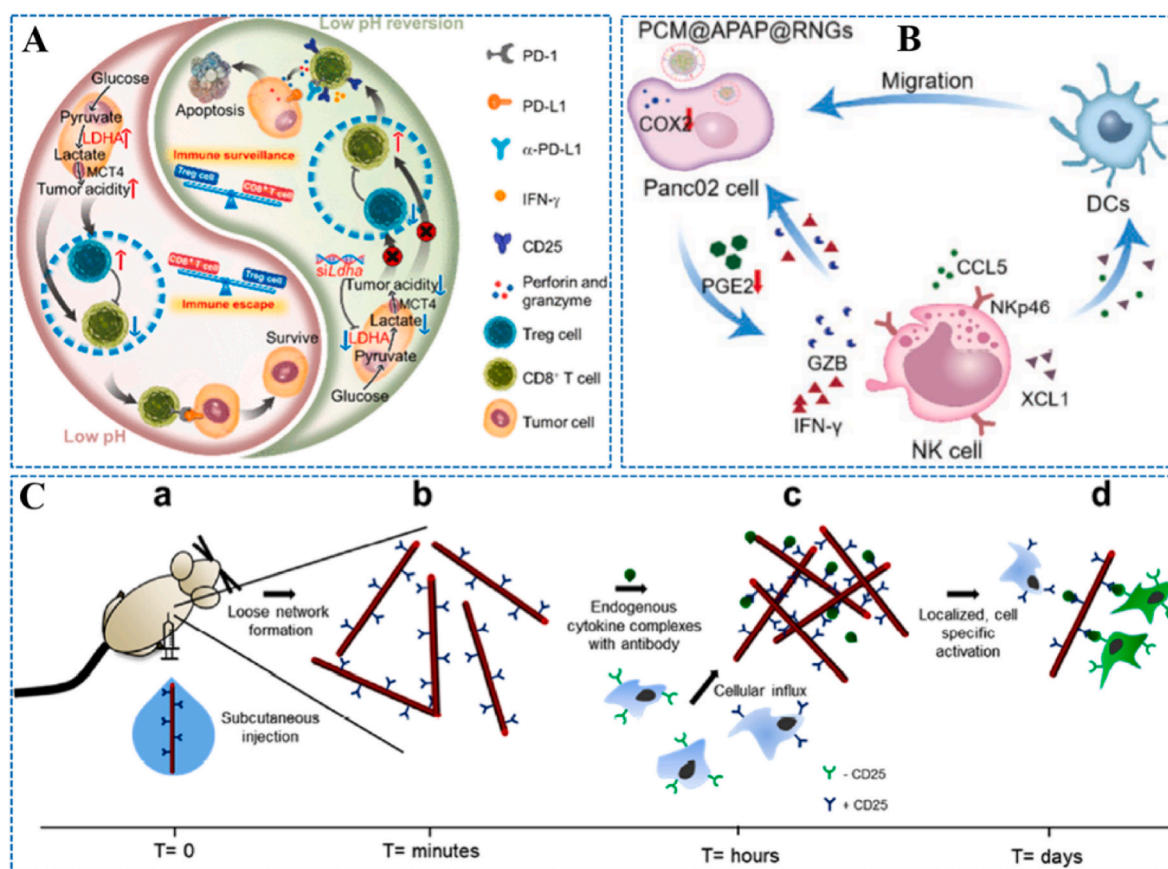 A
Low pH reversion
Glucose
Pyruvate
LDHA
Lactate
MCT4
Tumor acidity
Apoptosis
Immune surveillance
Treg cell
CD8+ T cell
CD8+ T cell
Treg cell
Immune escape
siLdha
Tumor acidity
MCT4
Lactate
LDHA
Pyruvate
Glucose
Survive
Low pH
PD-1
PD-L1
α-PD-L1
IFN-γ
CD25
Perforin and
granzyme
Treg cell
CD8+ T cell
Tumor cell
PCM@APAP@RNGs
B
Migration
COX2
Panc02 cell
DCs
PGE2
CCL5
NKp46
GZB
XCL1
IFN-γ
NK cell
C
a
b
c
d
Loose network
formation
Endogenous
cytokine complexes
with antibody
Localized, cell
specific
activation
Subcutaneous
injection
Cellular influx
- CD25
+ CD25
T= 0
T= minutes
T= hours
T= days